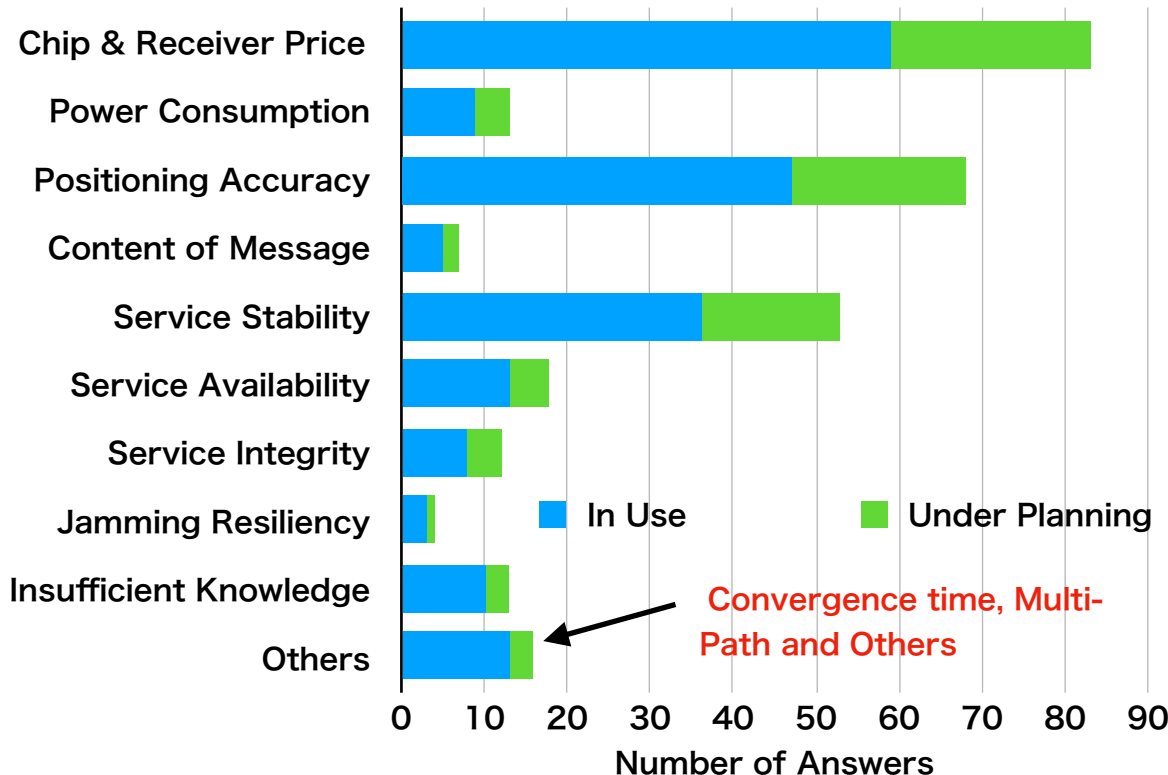 Chip & Receiver Price
Power Consumption
Positioning Accuracy
Content of Message
Service Stability
Service Availability
Service Integrity
Jamming Resiliency
In Use
Under Planning
Insufficient Knowledge
Convergence time, Multi-
Path and Others
Others
0 10 20 30 40 50 60 70 80 90
Number of Answers